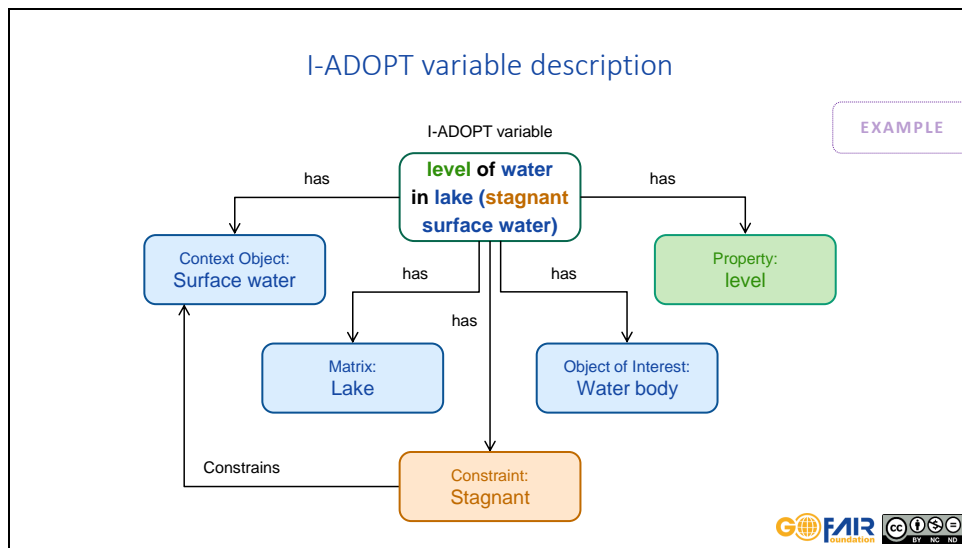 I-ADOPT variable description
I-ADOPT variable
EXAMPLE
level of water
in lake (stagnant
surface water)
has
has
Context Object:
Surface water
Property:
level
has
has
has
Matrix:
Lake
Object of Interest:
Water body
Constrains
Constraint:
Stagnant
GO FAIR
Foundation
cc
BY NC ND